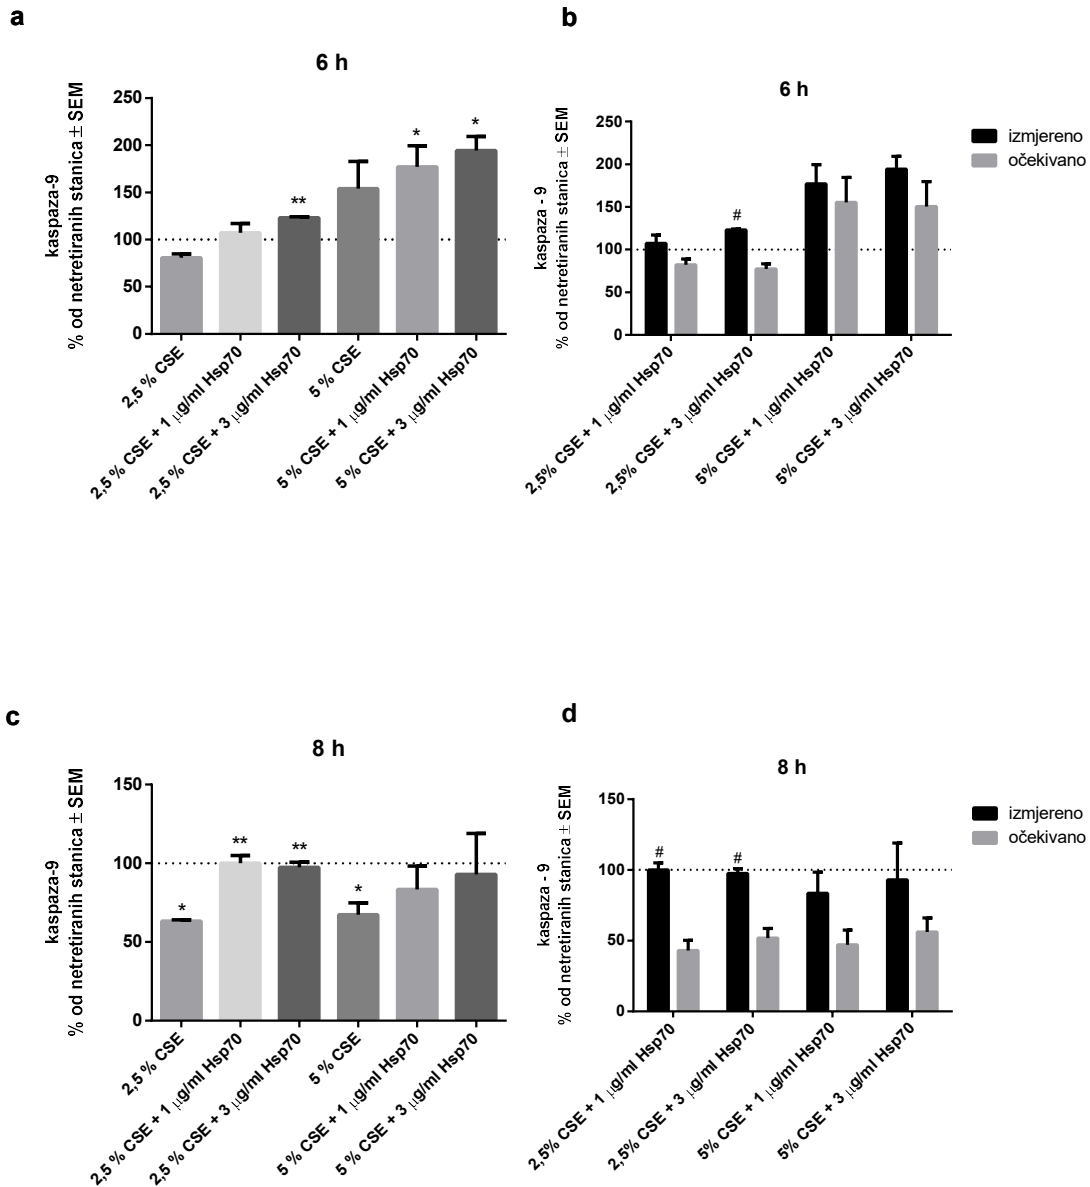 a
6 h
kaspaza-9
% od netretiranih stanica ± SEM
250
200
150
100
50
0
*
*
**
2,5 % CSE
2,5 % CSE + 1 µg/ml Hsp70
2,5 % CSE + 3 µg/ml Hsp70
5 % CSE
5 % CSE + 1 µg/ml Hsp70
5 % CSE + 3 µg/ml Hsp70
b
6 h
kaspaza - 9
% od netretiranih stanica ± SEM
250
200
150
100
50
0
#
izmjereno
očekivano
2,5% CSE + 1 µg/ml Hsp70
2,5% CSE + 3 µg/ml Hsp70
5% CSE + 1 µg/ml Hsp70
5% CSE + 3 µg/ml Hsp70
c
8 h
kaspaza-9
% od netretiranih stanica ± SEM
150
100
50
0
*
**
**
*
2,5 % CSE
2,5 % CSE + 1 µg/ml Hsp70
2,5 % CSE + 3 µg/ml Hsp70
5 % CSE
5 % CSE + 1 µg/ml Hsp70
5 % CSE + 3 µg/ml Hsp70
d
8 h
kaspaza - 9
% od netretiranih stanica ± SEM
150
100
50
0
#
#
izmjereno
očekivano
2,5% CSE + 1 µg/ml Hsp70
2,5% CSE + 3 µg/ml Hsp70
5% CSE + 1 µg/ml Hsp70
5% CSE + 3 µg/ml Hsp70